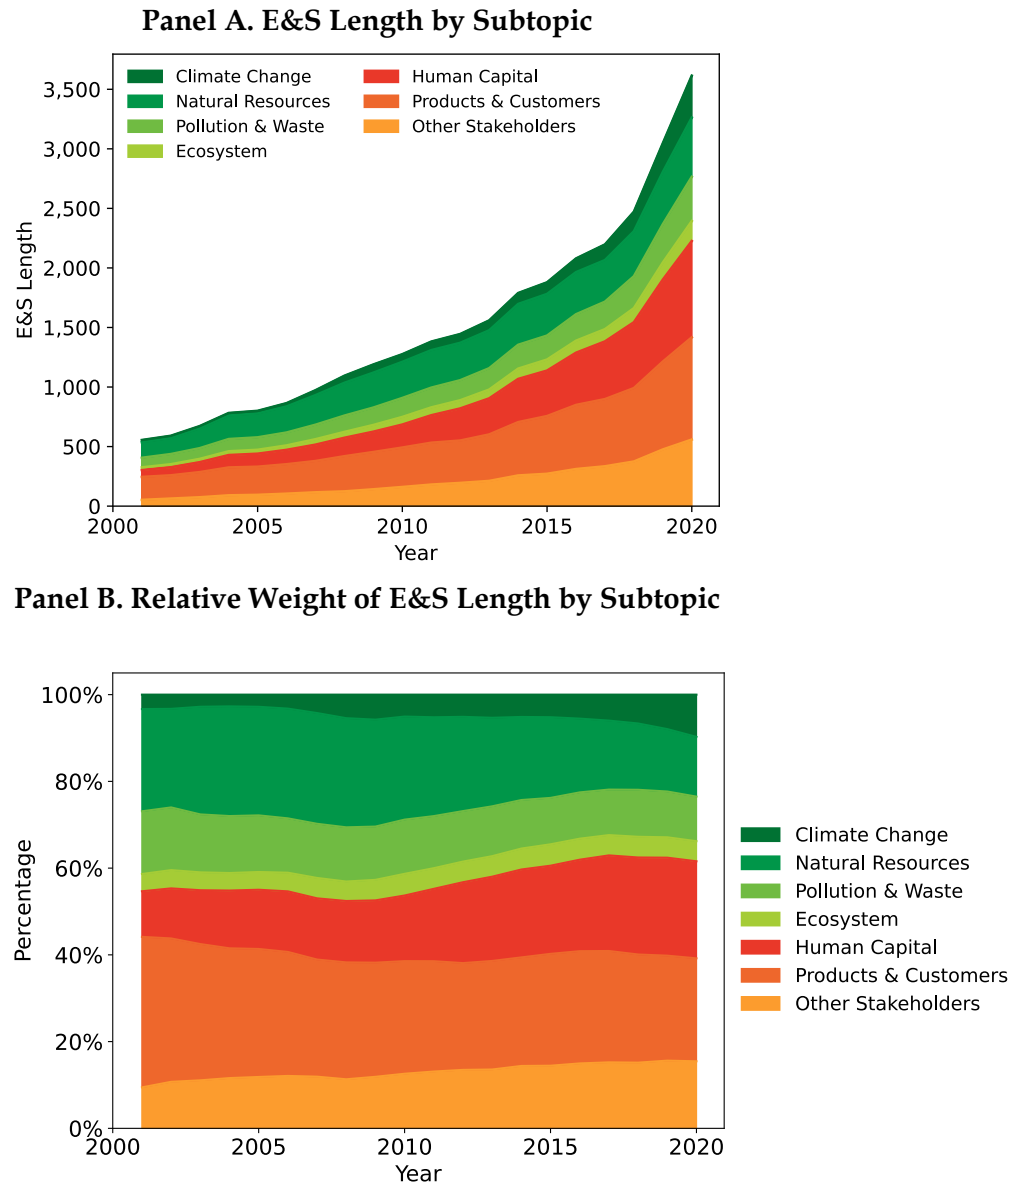 Panel A. E&S Length by Subtopic
Climate Change
Natural Resources
Pollution & Waste
Ecosystem
Human Capital
Products & Customers
Other Stakeholders
3,500
3,000
2,500
2,000
1,500
1,000
500
0
E&S Length
2000
2005
2010
2015
2020
Year
Panel B. Relative Weight of E&S Length by Subtopic
100%
80%
60%
40%
20%
0%
Percentage
2000
2005
2010
2015
2020
Year
Climate Change
Natural Resources
Pollution & Waste
Ecosystem
Human Capital
Products & Customers
Other Stakeholders